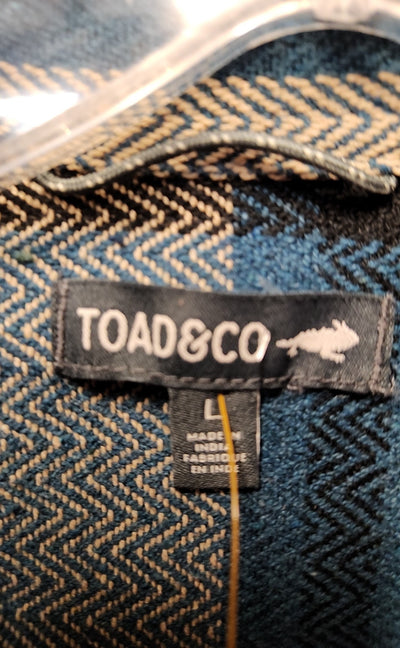 TOAD&CO
L
MADE IN
INDIA
FABRIQUE
EN INDE